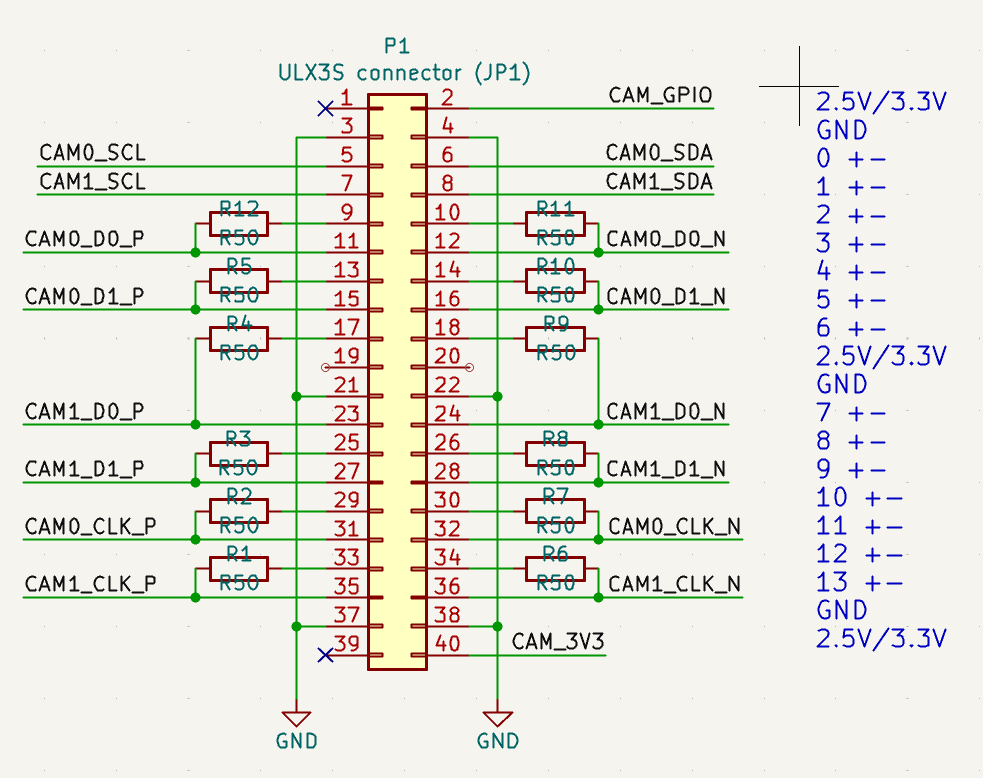 P1
ULX3S connector (JP1)
1 2 CAM_GPIO
3 4
CAM0_SCL 5 6 CAM0_SDA
CAM1_SCL 7 8 CAM1_SDA
R12 9 10 R11
R50 R50
CAM0_D0_P 11 12 CAM0_D0_N
R5 13 14 R10
R50 R50
CAM0_D1_P 15 16 CAM0_D1_N
R4 17 18 R9
R50 R50
19 20
21 22
CAM1_D0_P 23 24 CAM1_D0_N
R3 25 26 R8
R50 R50
CAM1_D1_P 27 28 CAM1_D1_N
R2 29 30 R7
R50 R50
CAM0_CLK_P 31 32 CAM0_CLK_N
R1 33 34 R6
R50 R50
CAM1_CLK_P 35 36 CAM1_CLK_N
37 38
39 40 CAM_3V3
GND GND
2.5V/3.3V
GND
0 +-
1 +-
2 +-
3 +-
4 +-
5 +-
6 +-
2.5V/3.3V
GND
7 +-
8 +-
9 +-
10 +-
11 +-
12 +-
13 +-
GND
2.5V/3.3V